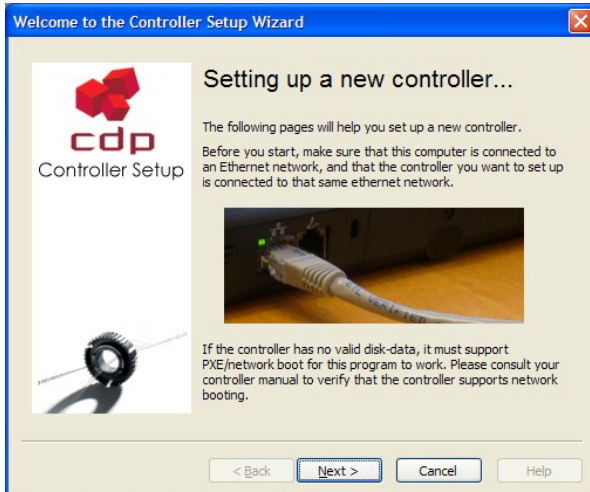 Welcome to the Controller Setup Wizard
cdp
Controller Setup
Setting up a new controller...
The following pages will help you set up a new controller.
Before you start, make sure that this computer is connected to
an Ethernet network, and that the controller you want to set up
is connected to that same ethernet network.
VERIFIED
If the controller has no valid disk-data, it must support
PXE/network boot for this program to work. Please consult your
controller manual to verify that the controller supports network
booting.
< Back
Next >
Cancel
Help